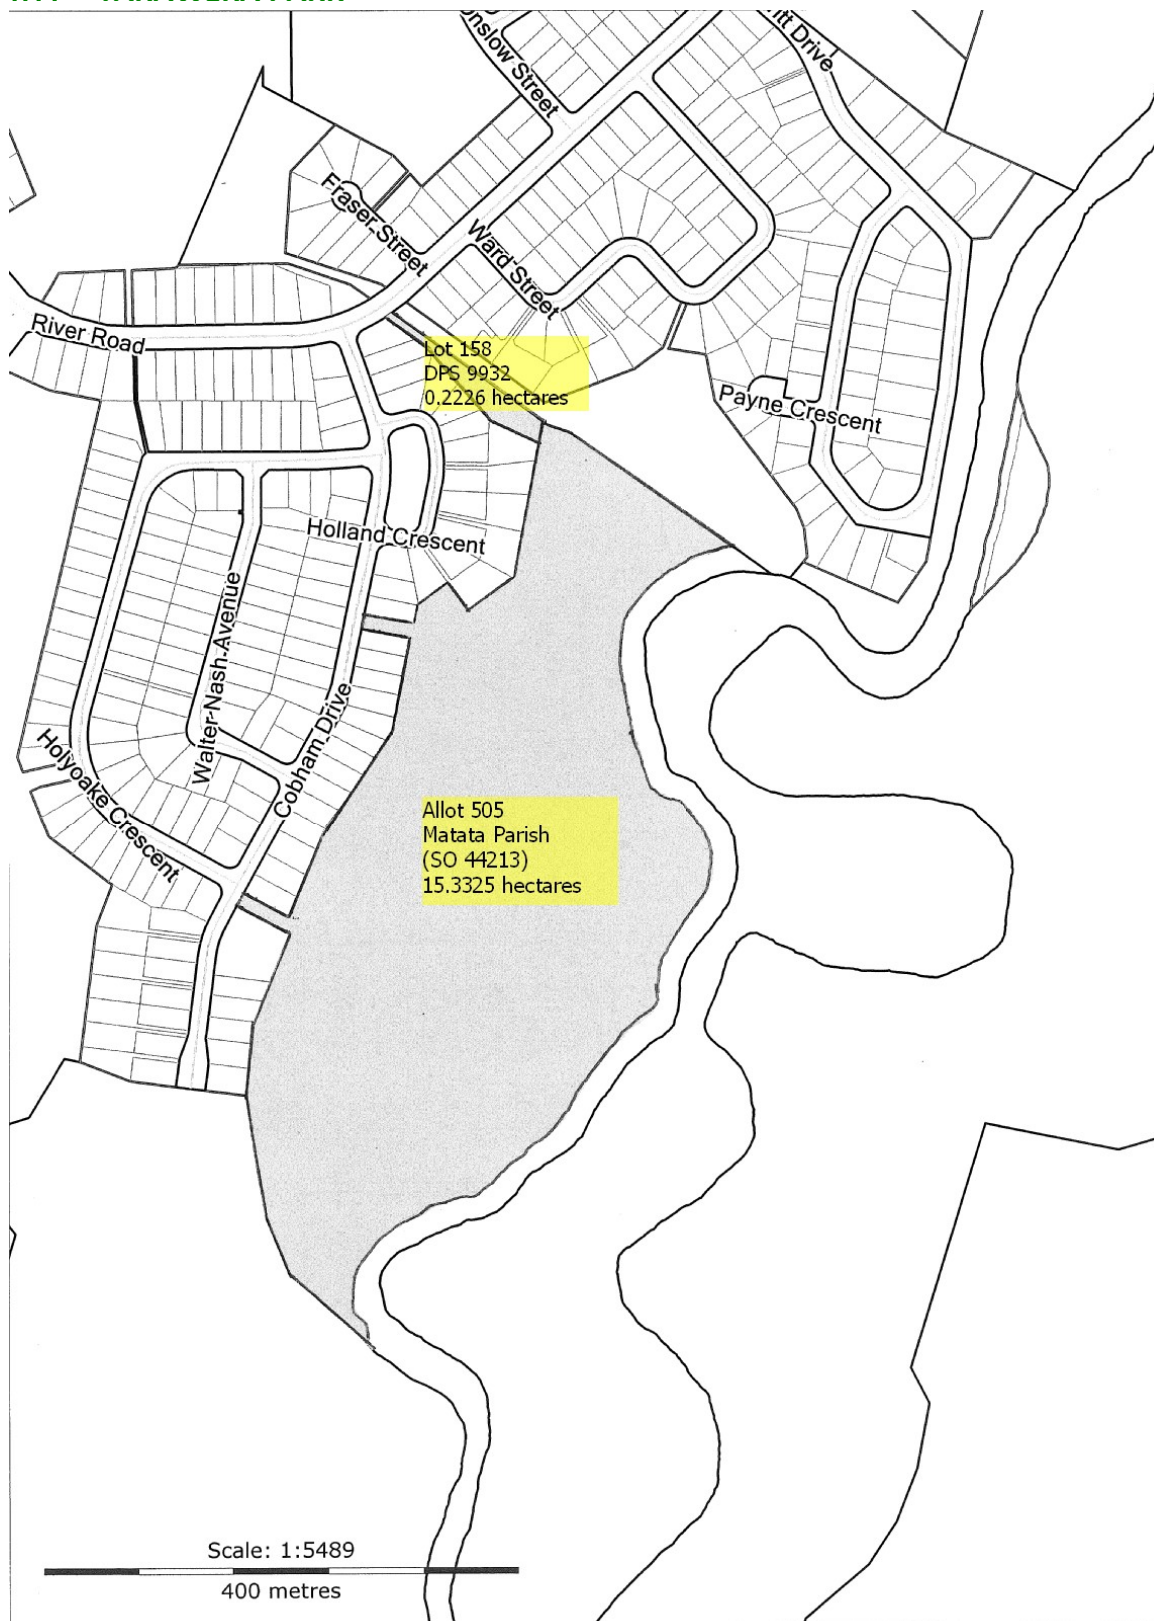 Onslow Street
Drive
Fraser Street
Ward Street
River Road
Lot 158
DPS 9932
0.2226 hectares
Payne Crescent
Holland Crescent
Walter Nash Avenue
Cobham Drive
Holyoake Crescent
Allot 505
Matata Parish
(SO 44213)
15.3325 hectares
Scale: 1:5489
400 metres